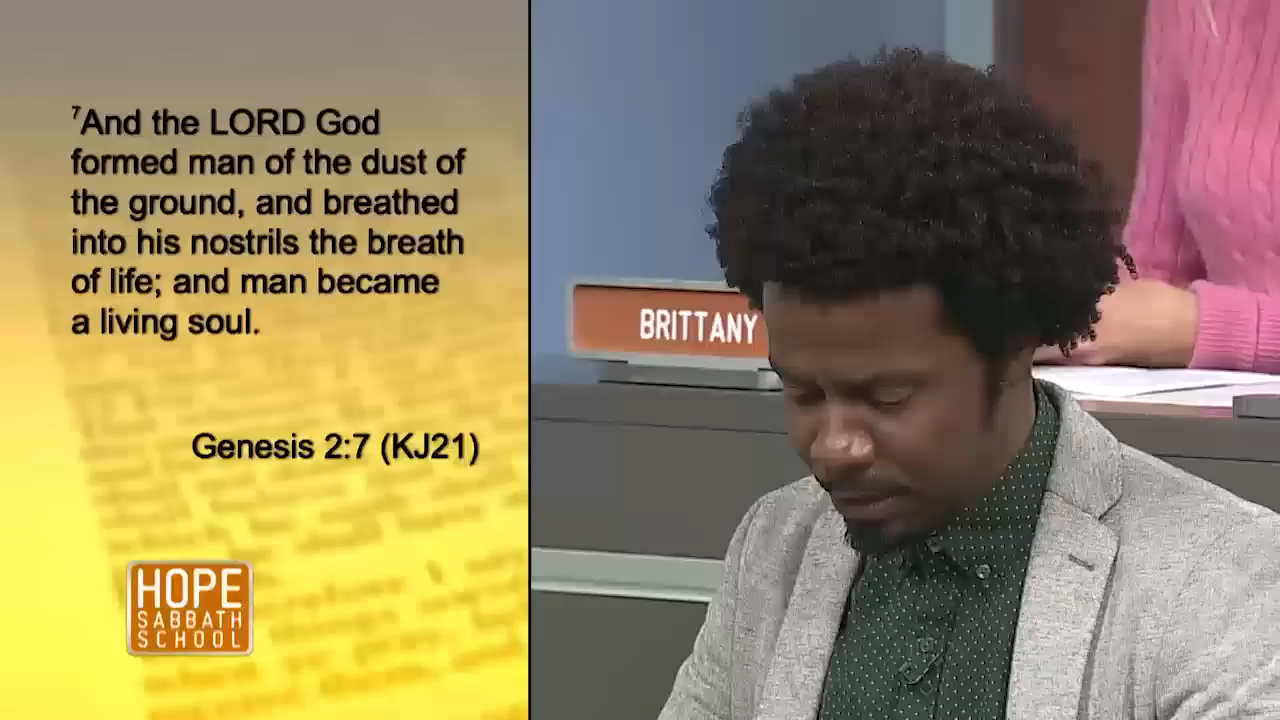 ⁷And the LORD God
formed man of the dust of
the ground, and breathed
into his nostrils the breath
of life; and man became
a living soul.
Genesis 2:7 (KJ21)
HOPE
SABBATH
SCHOOL
BRITTANY